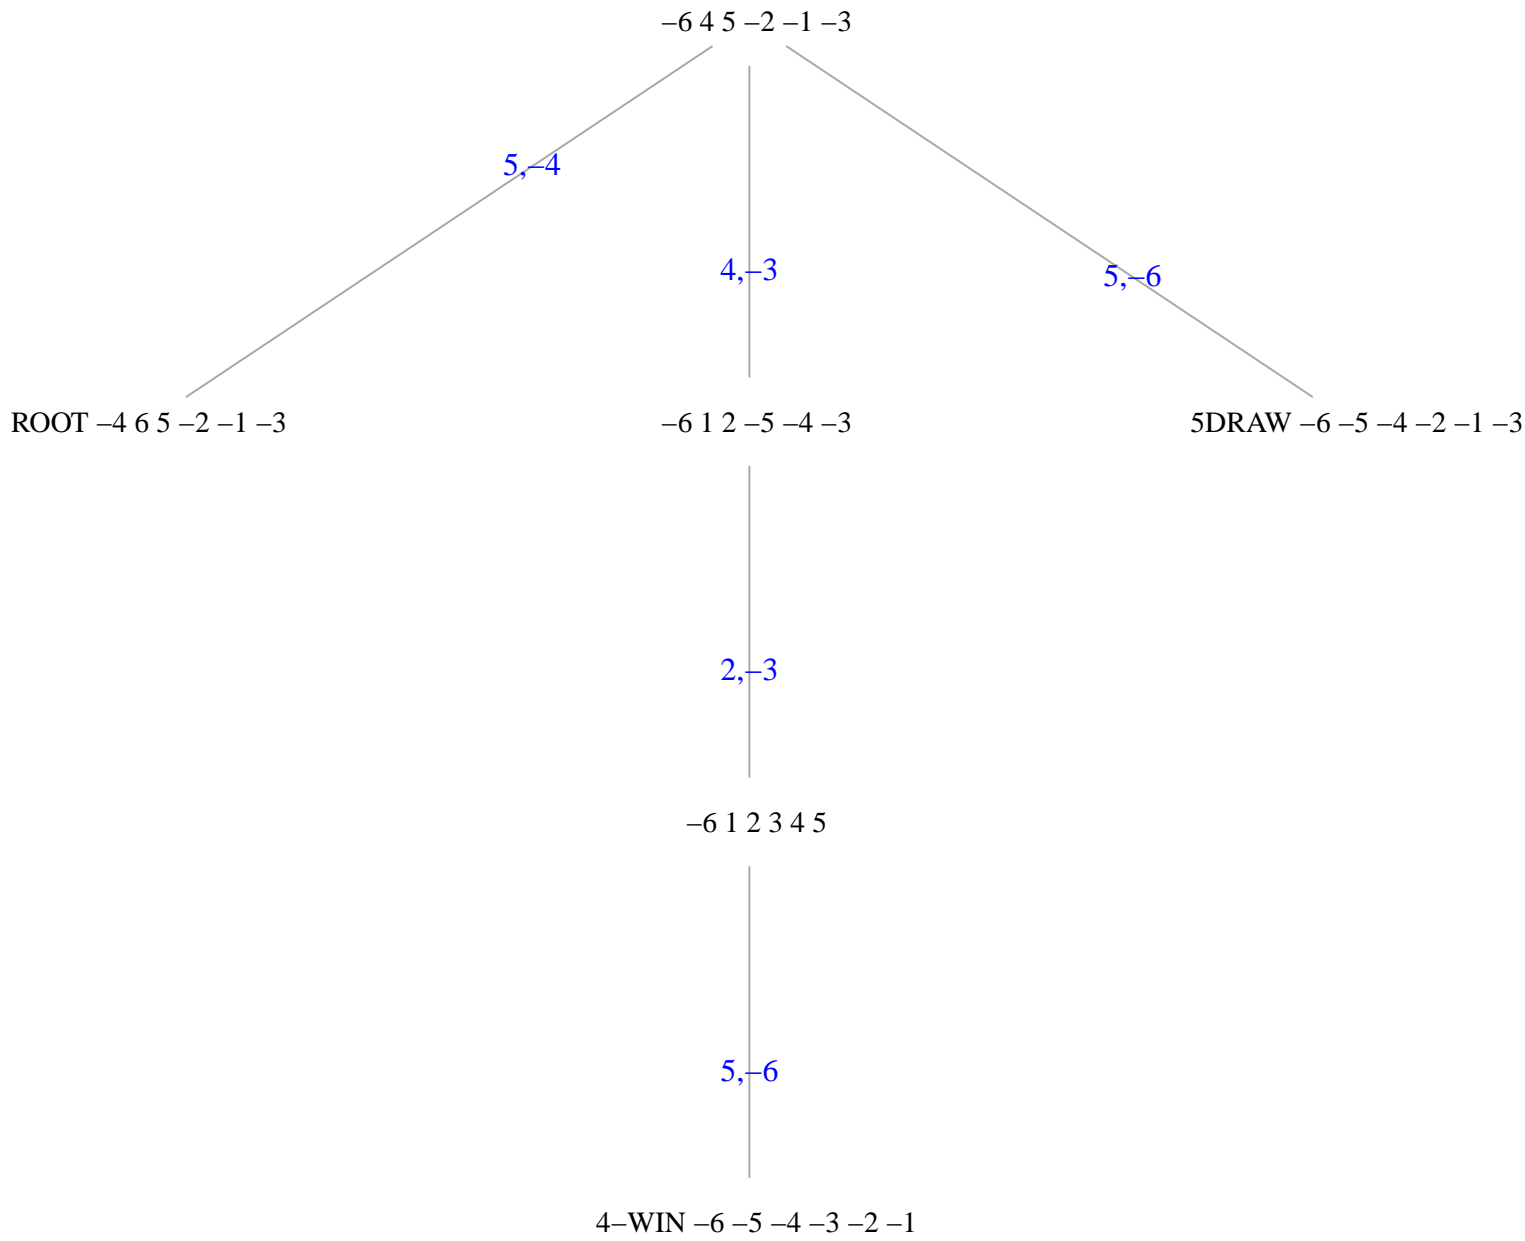 –6 4 5 –2 –1 –3
5,–4
4,–3
5,–6
ROOT –4 6 5 –2 –1 –3
–6 1 2 –5 –4 –3
5DRAW –6 –5 –4 –2 –1 –3
2,–3
–6 1 2 3 4 5
5,–6
4–WIN –6 –5 –4 –3 –2 –1